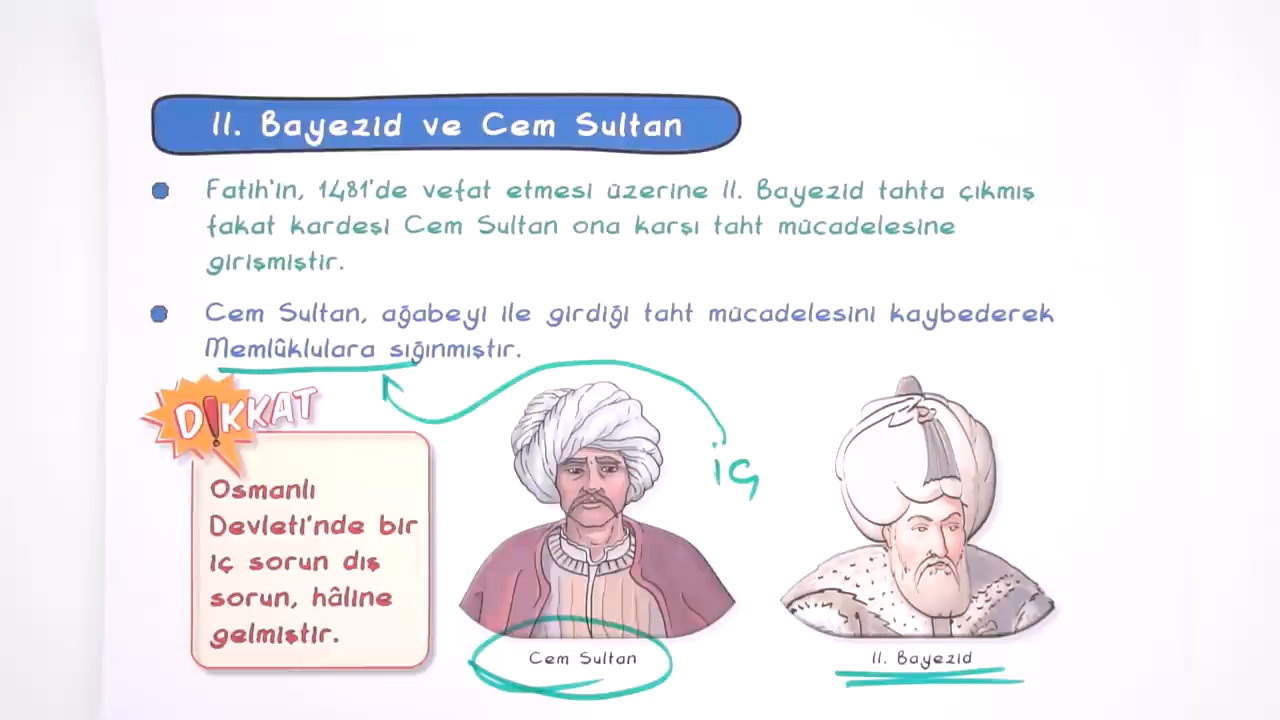 II. Bayezid ve Cem Sultan
Fatih'in, 1481'de vefat etmesi üzerine II. Bayezid tahta çıkmış
fakat kardeşi Cem Sultan ona karşı taht mücadelesine
girişmiştir.
Cem Sultan, ağabeyi ile girdiği taht mücadelesini kaybederek
Memlûklulara sığınmıştır.
DİKKAT
Osmanlı
Devleti'nde bir
iç sorun dış
sorun, hâline
gelmiştir.
iç
Cem Sultan
II. Bayezid